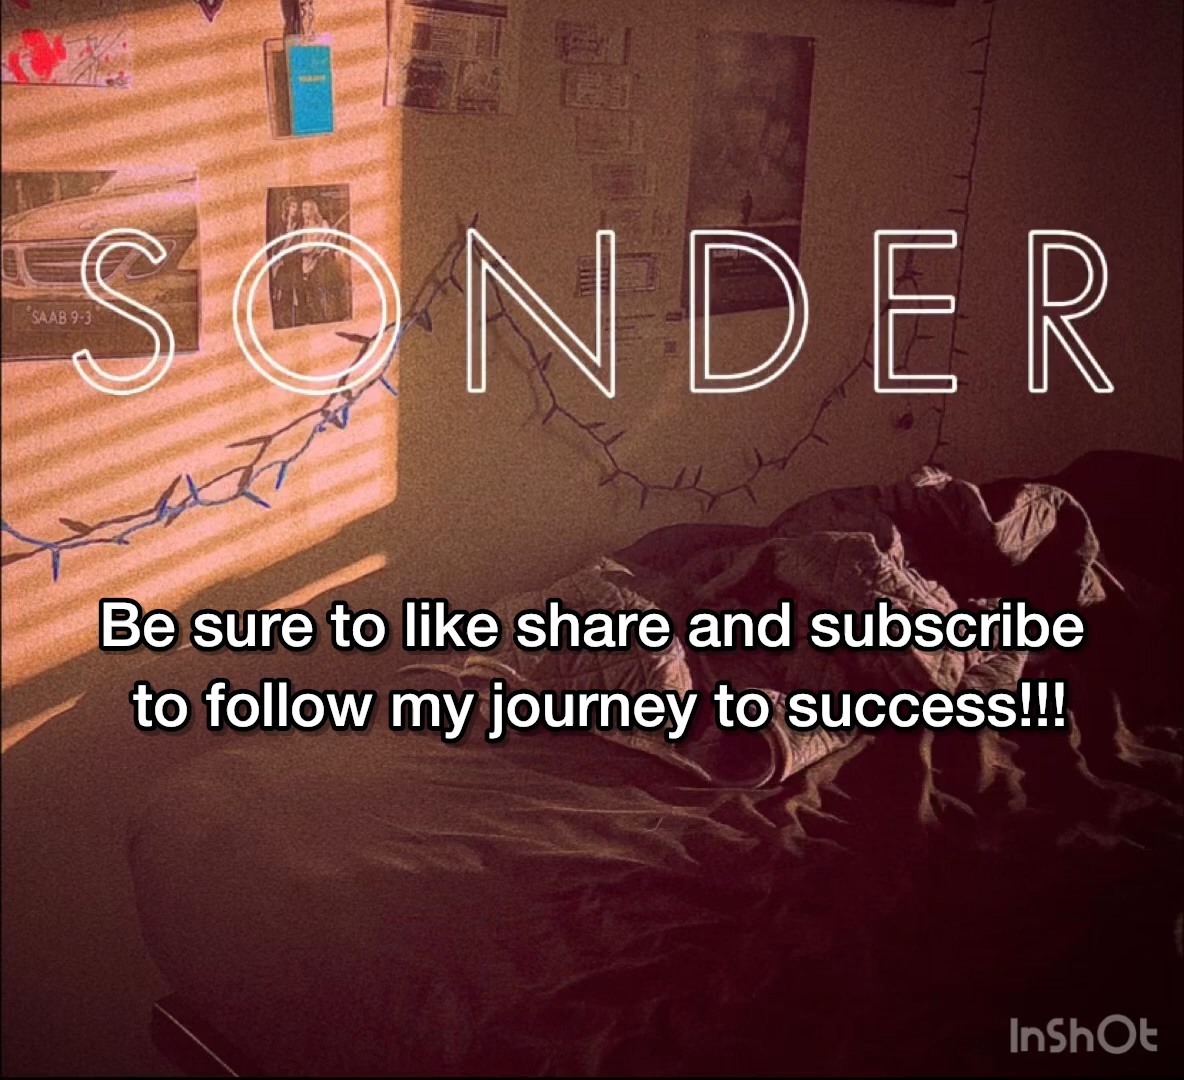 SONDER
"SAAB 9-3"
Be sure to like share and subscribe
to follow my journey to success!!!
InShOt